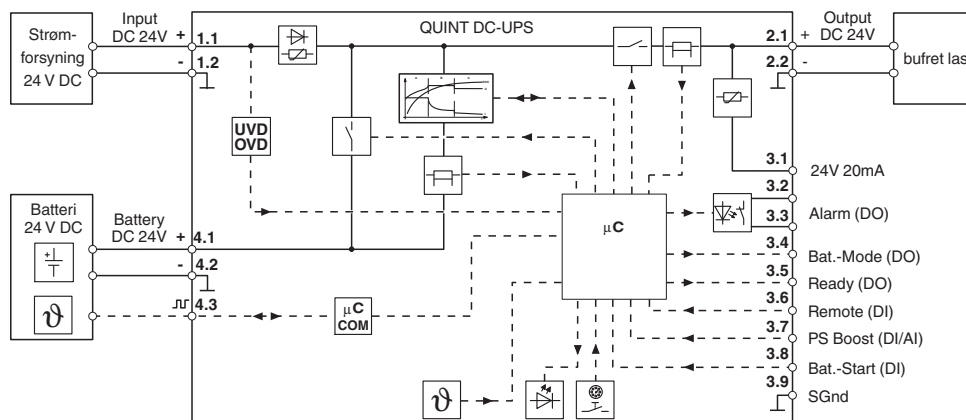 QUINT DC-UPS
Strøm-
forsyning
24 V DC
Input
DC 24V
+ 1.1
- 1.2
2.1 +
2.2 -
Output
DC 24V
bufret last
UVD
OVD
Batteri
24 V DC
Battery
DC 24V
+ 4.1
- 4.2
4.3
ϑ
µC
COM
ϑ
µC
3.1
24V 20mA
3.2
3.3
Alarm (DO)
3.4
Bat.-Mode (DO)
3.5
Ready (DO)
3.6
Remote (DI)
3.7
PS Boost (DI/AI)
3.8
Bat.-Start (DI)
3.9
SGnd